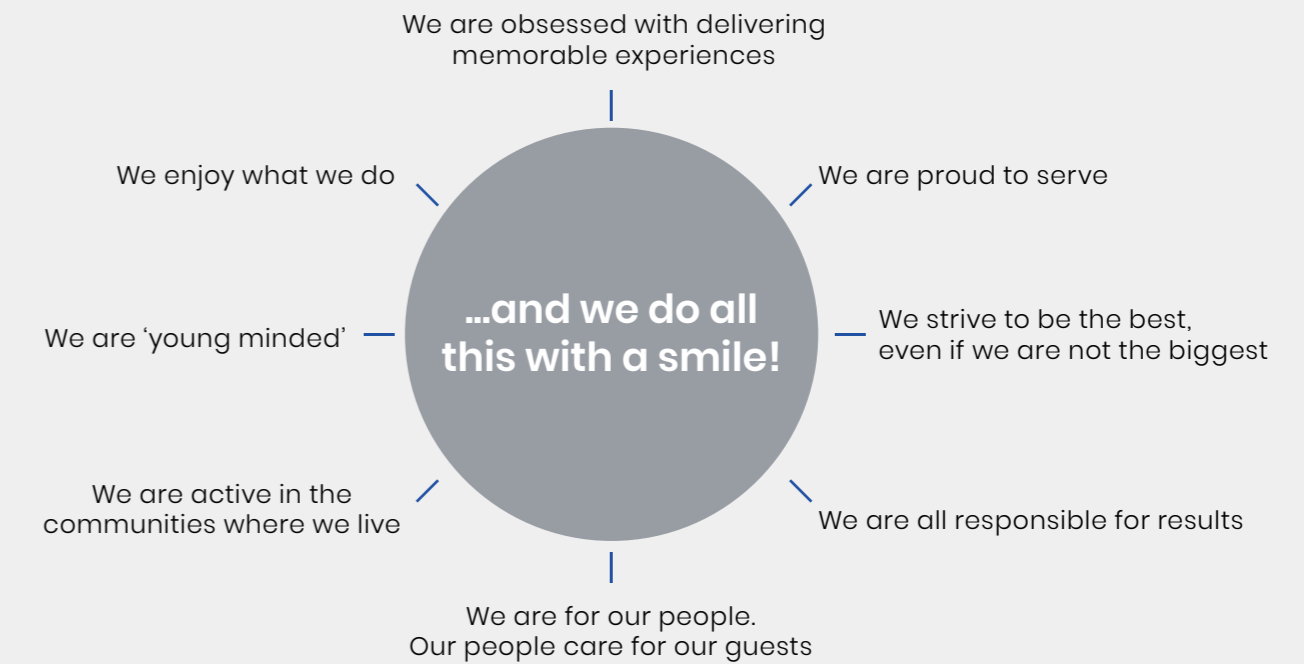 We are obsessed with delivering
memorable experiences
We enjoy what we do
We are proud to serve
We are ‘young minded’
...and we do all
this with a smile!
We strive to be the best,
even if we are not the biggest
We are active in the
communities where we live
We are all responsible for results
We are for our people.
Our people care for our guests